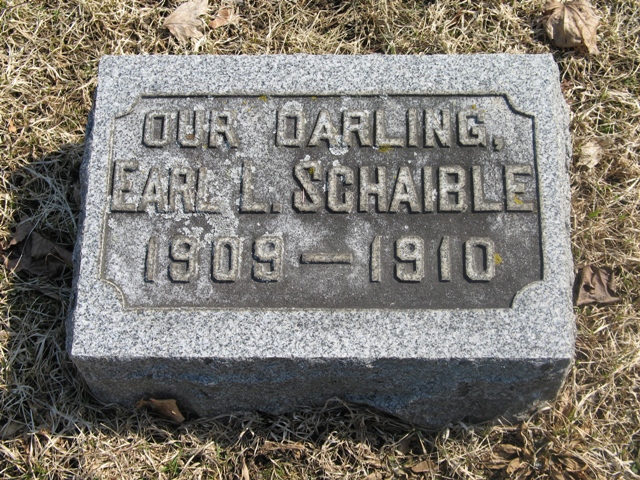 OUR DARLING,
EARL L. SCHAIBLE
1909 — 1910